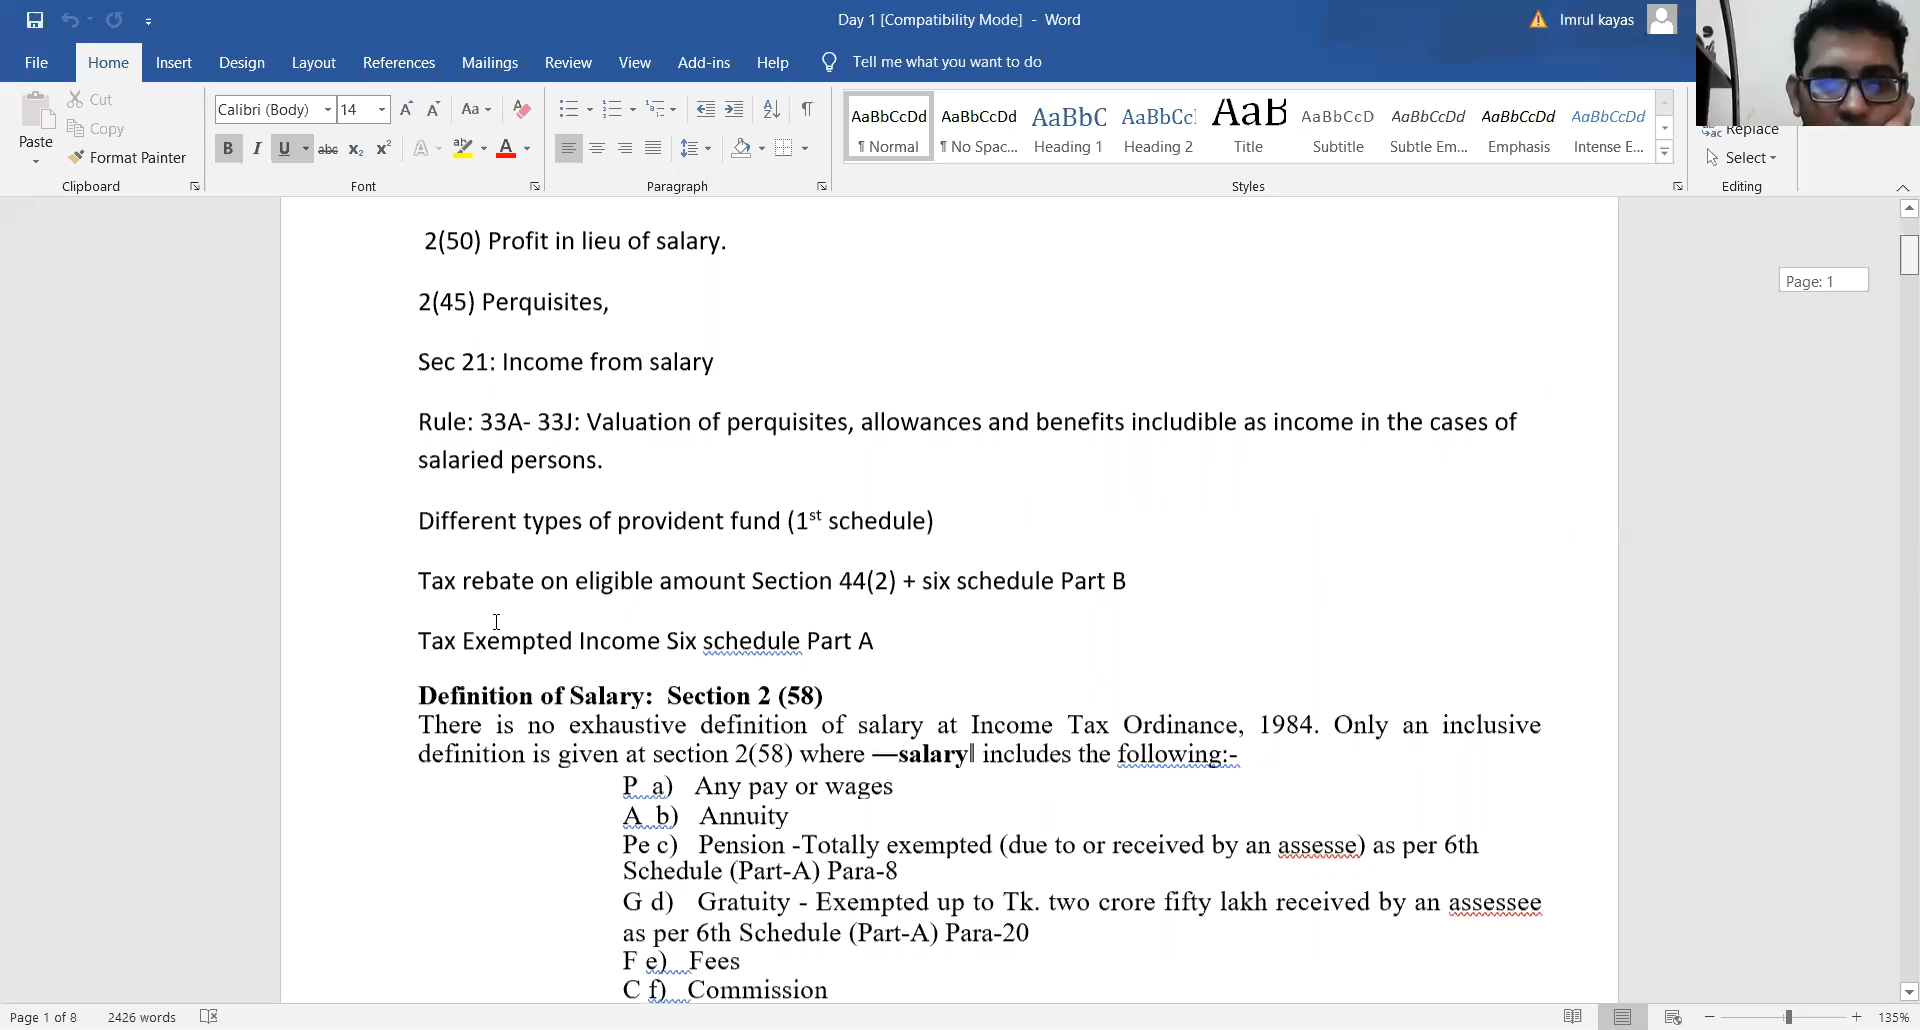 Day 1 [Compatibility Mode] - Word
Imrul kayas
File Home Insert Design Layout References Mailings Review View Add-ins Help Tell me what you want to do
Paste
Cut
Copy
Format Painter
Clipboard
Calibri (Body) 14
Aa
B I U abc x₂ x² A ab A
Font
Paragraph
AaBbCcDd AaBbCcDd AaBbC AaBbCcI AaB AaBbCcD AaBbCcDd AaBbCcDd AaBbCcDd
¶ Normal ¶ No Spac... Heading 1 Heading 2 Title Subtitle Subtle Em... Emphasis Intense E...
Styles
Replace
Select
Editing
2(50) Profit in lieu of salary.
Page: 1
2(45) Perquisites,
Sec 21: Income from salary
Rule: 33A- 33J: Valuation of perquisites, allowances and benefits includible as income in the cases of
salaried persons.
Different types of provident fund (1st schedule)
Tax rebate on eligible amount Section 44(2) + six schedule Part B
Tax Exempted Income Six schedule Part A
Definition of Salary: Section 2 (58)
There is no exhaustive definition of salary at Income Tax Ordinance, 1984. Only an inclusive
definition is given at section 2(58) where ―salary‖ includes the following:-
P a) Any pay or wages
A b) Annuity
Pe c) Pension -Totally exempted (due to or received by an assesse) as per 6th
Schedule (Part-A) Para-8
G d) Gratuity - Exempted up to Tk. two crore fifty lakh received by an assessee
as per 6th Schedule (Part-A) Para-20
F e) Fees
C f) Commission
Page 1 of 8 2426 words
135%